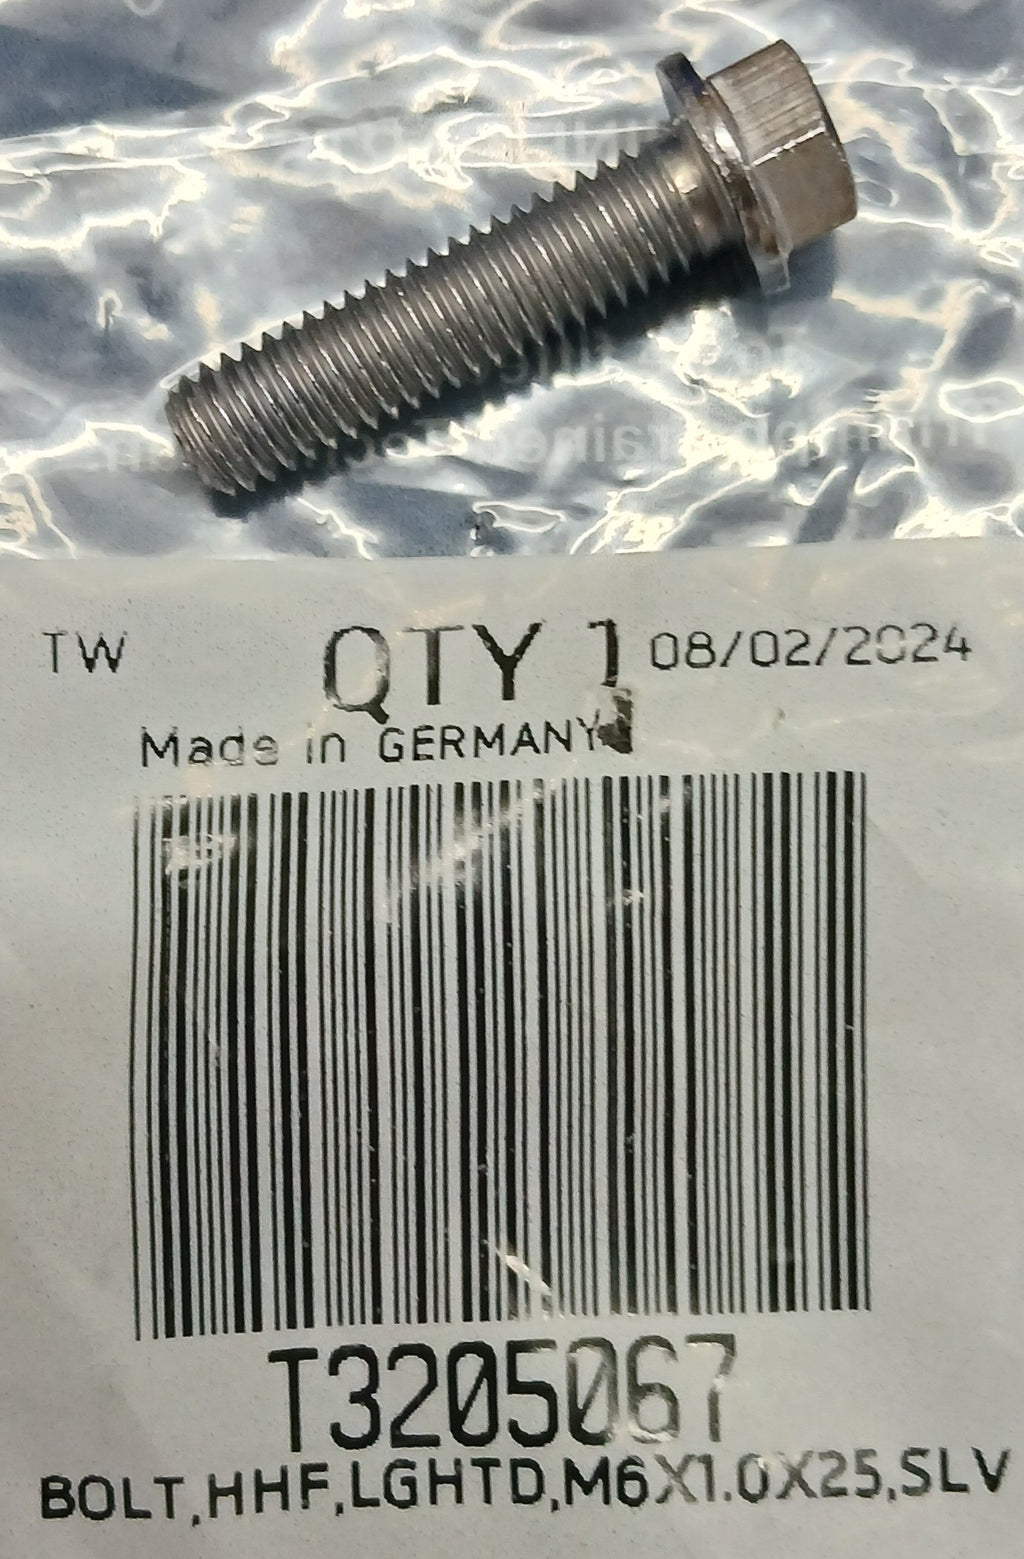 TW QTY 1 08/02/2024
Made in GERMANY
T3205067
BOLT,HHF,LGHTD,M6X1.0X25,SLV